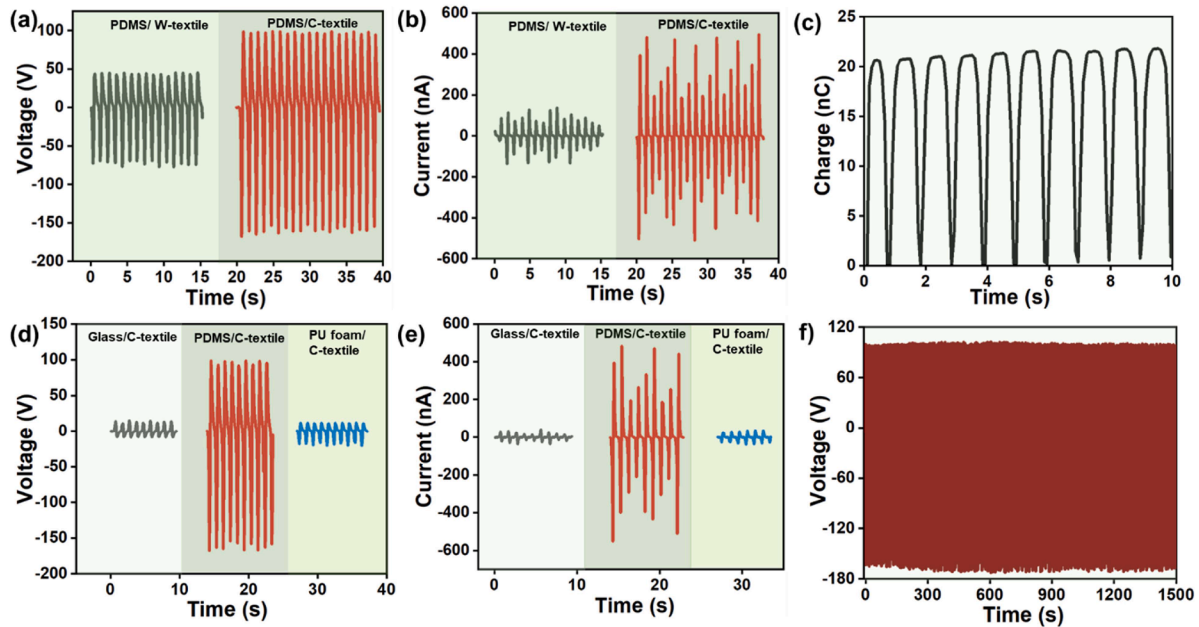 (a)
PDMS/ W-textile
PDMS/C-textile
Voltage (V)
100
50
0
-50
-100
-150
-200
0
5
10
15
20
25
30
35
40
Time (s)
(b)
PDMS/ W-textile
PDMS/C-textile
Current (nA)
600
400
200
0
-200
-400
-600
0
5
10
15
20
25
30
35
40
Time (s)
(c)
Charge (nC)
25
20
15
10
5
0
0
2
4
6
8
10
Time (s)
(d)
Glass/C-textile
PDMS/C-textile
PU foam/
C-textile
Voltage (V)
150
100
50
0
-50
-100
-150
-200
0
10
20
30
40
Time (s)
(e)
Glass/C-textile
PDMS/C-textile
PU foam/
C-textile
Current (nA)
600
400
200
0
-200
-400
-600
0
10
20
30
Time (s)
(f)
Voltage (V)
120
60
0
-60
-120
-180
0
300
600
900
1200
1500
Time (s)